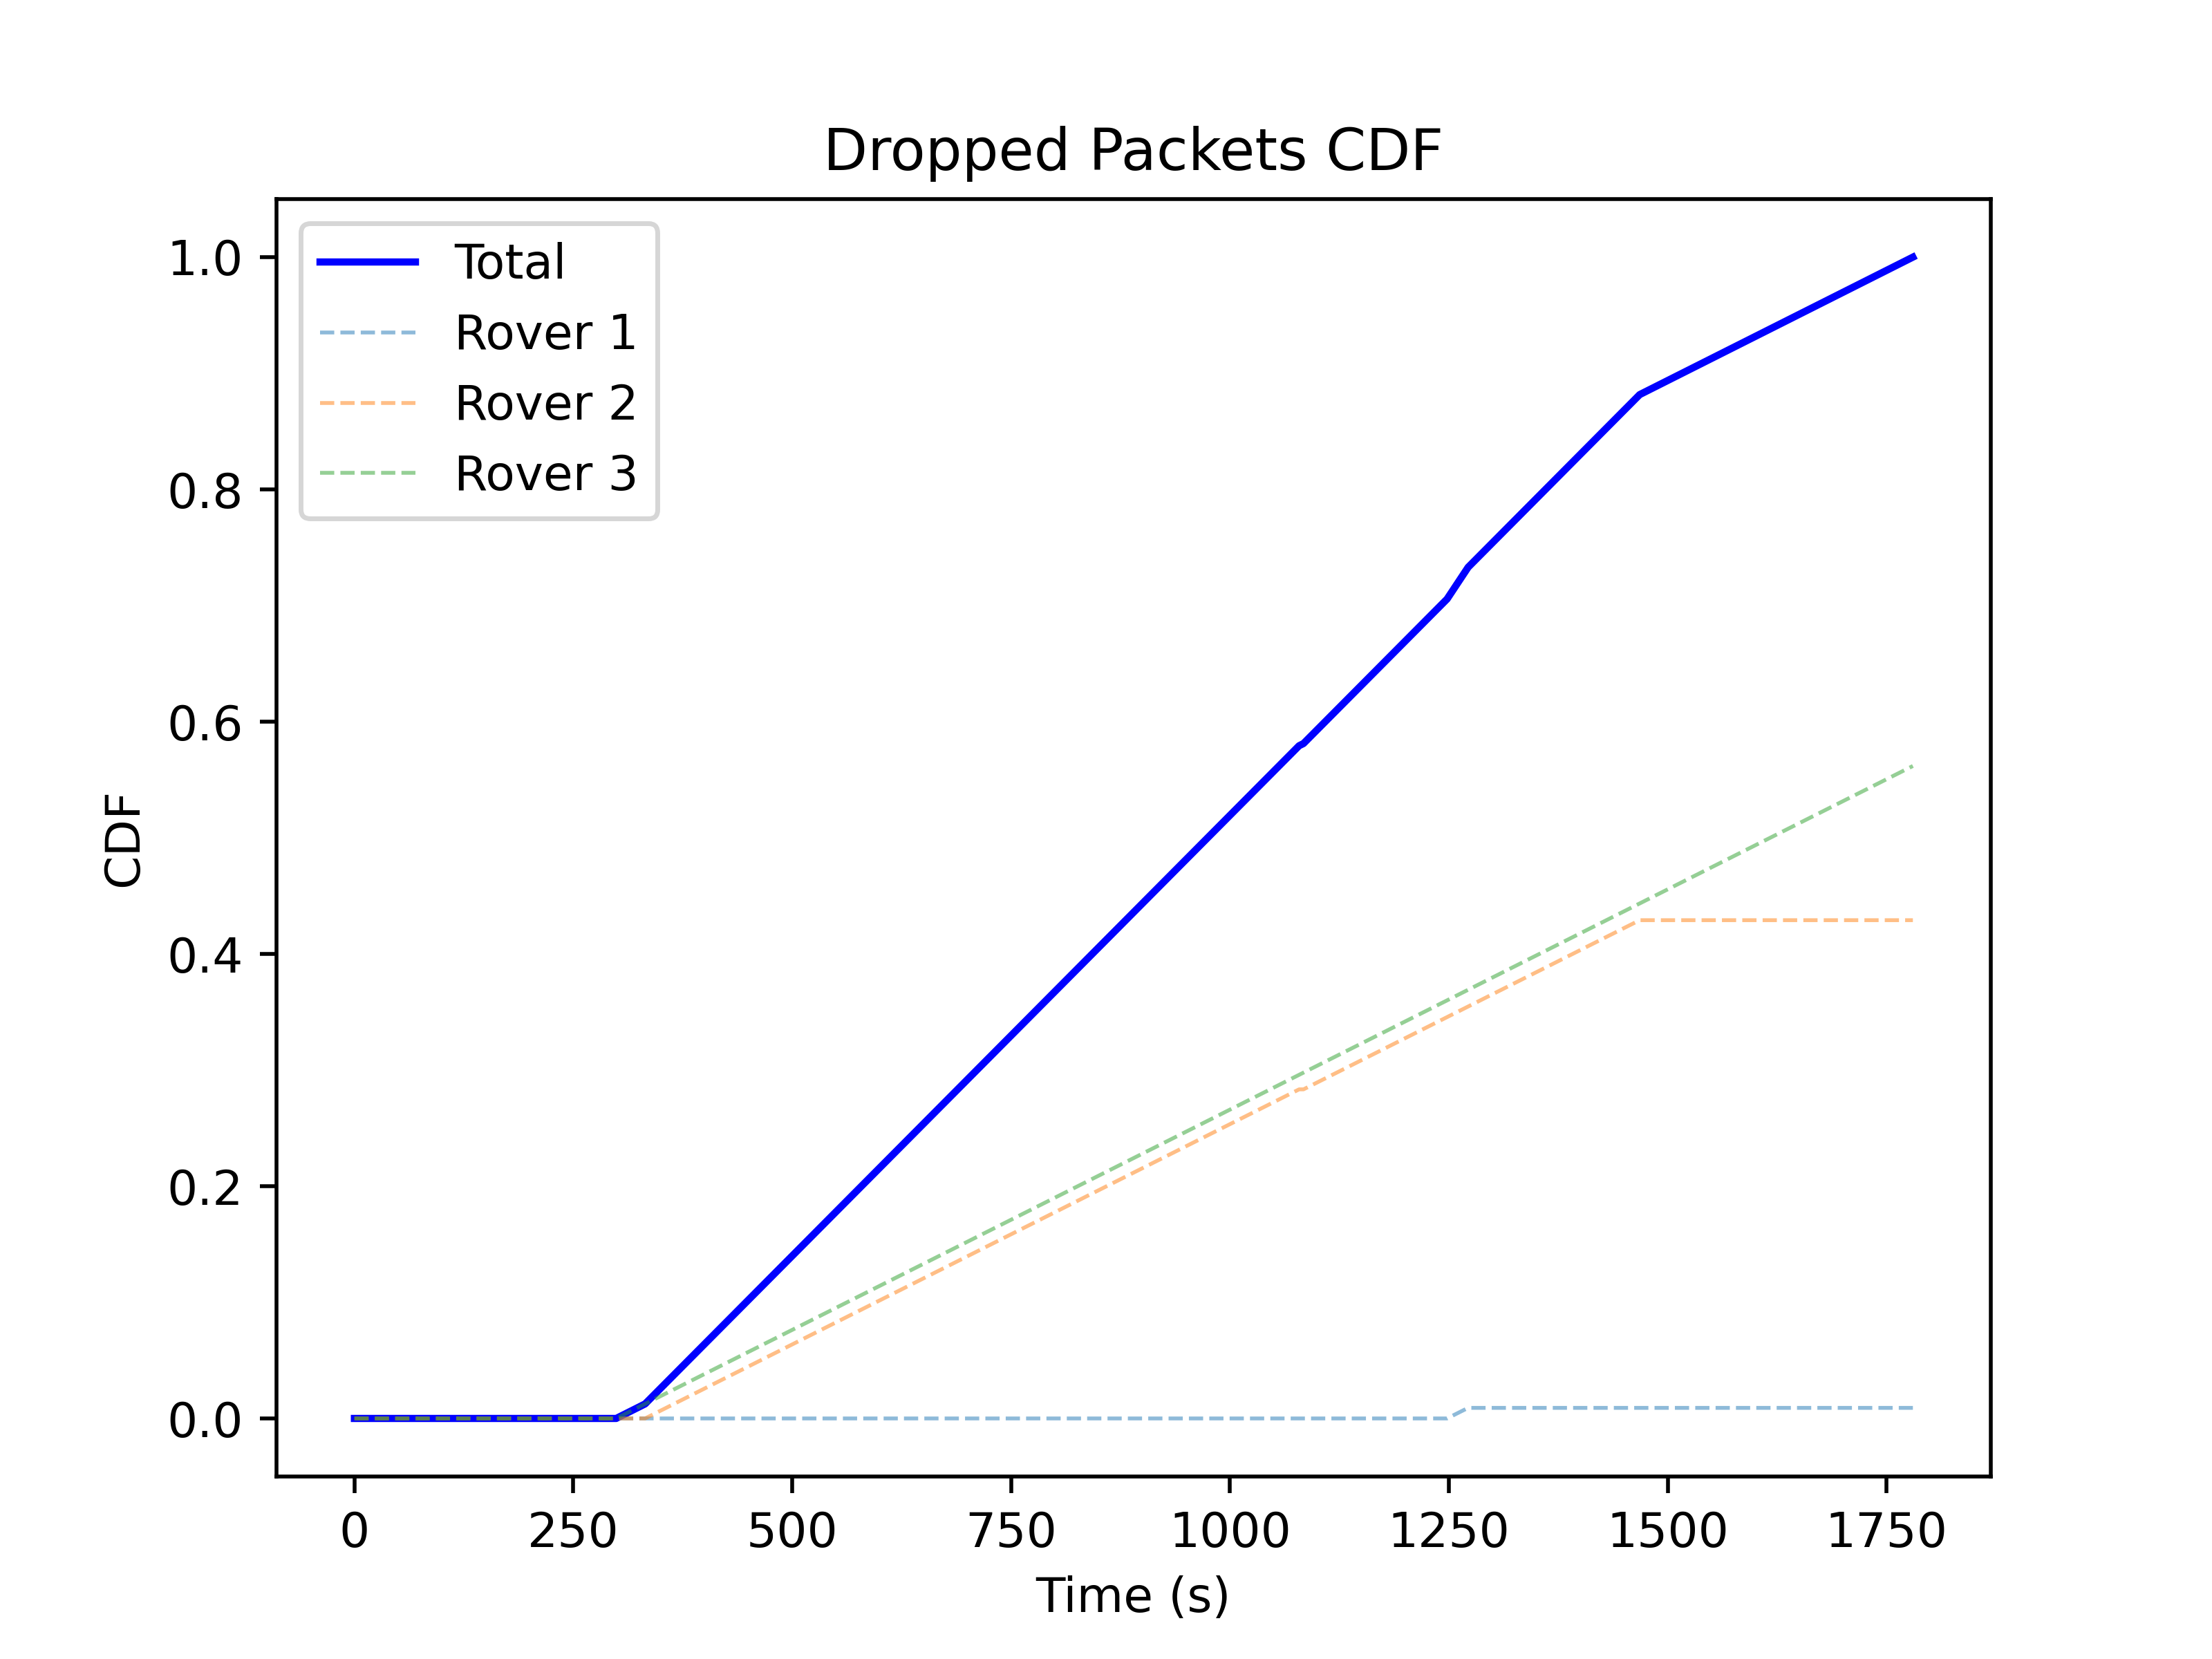 Dropped Packets CDF
Total
Rover 1
Rover 2
Rover 3
1.0
0.8
0.6
0.4
0.2
0.0
CDF
0 250 500 750 1000 1250 1500 1750
Time (s)